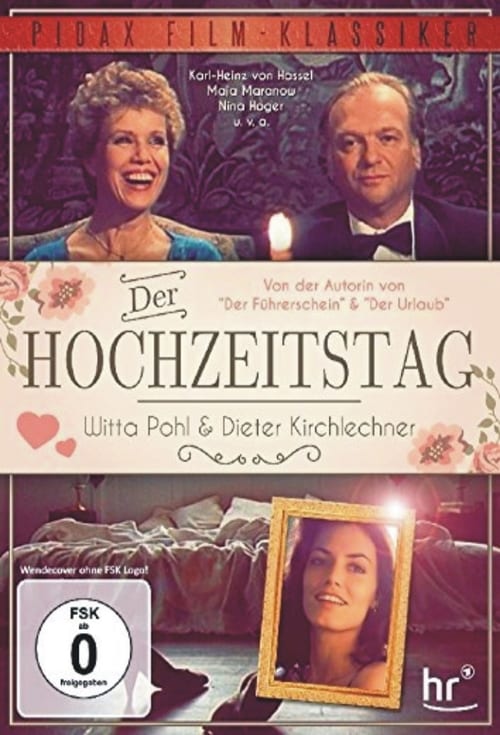 PIDAX FILM-KLASSIKER
Karl-Heinz von Hassel
Maja Maranow
Nina Hoger
u. v. a.
Der
Von der Autorin von
"Der Führerschein" & "Der Urlaub"
HOCHZEITSTAG
Witta Pohl & Dieter Kirchlechner
Wendecover ohne FSK Logo!
FSK
ab
0
freigegeben
hr